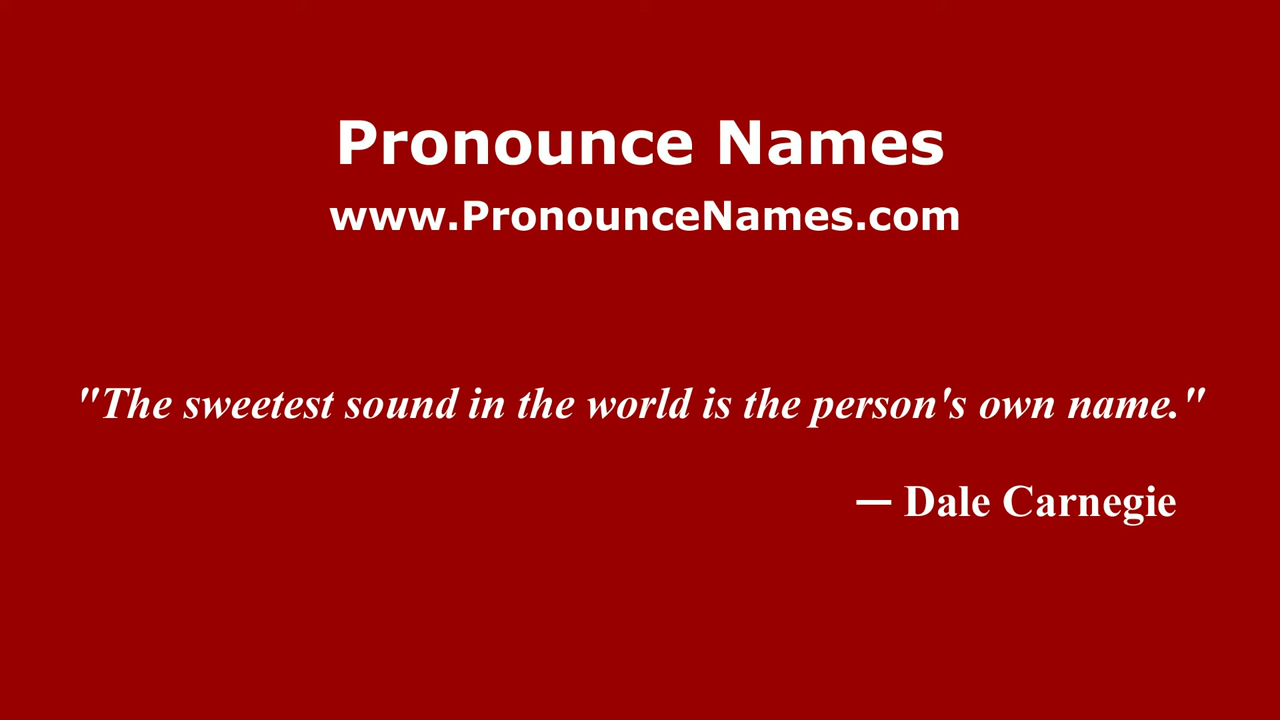 Pronounce Names
www.PronounceNames.com
"The sweetest sound in the world is the person's own name."
— Dale Carnegie